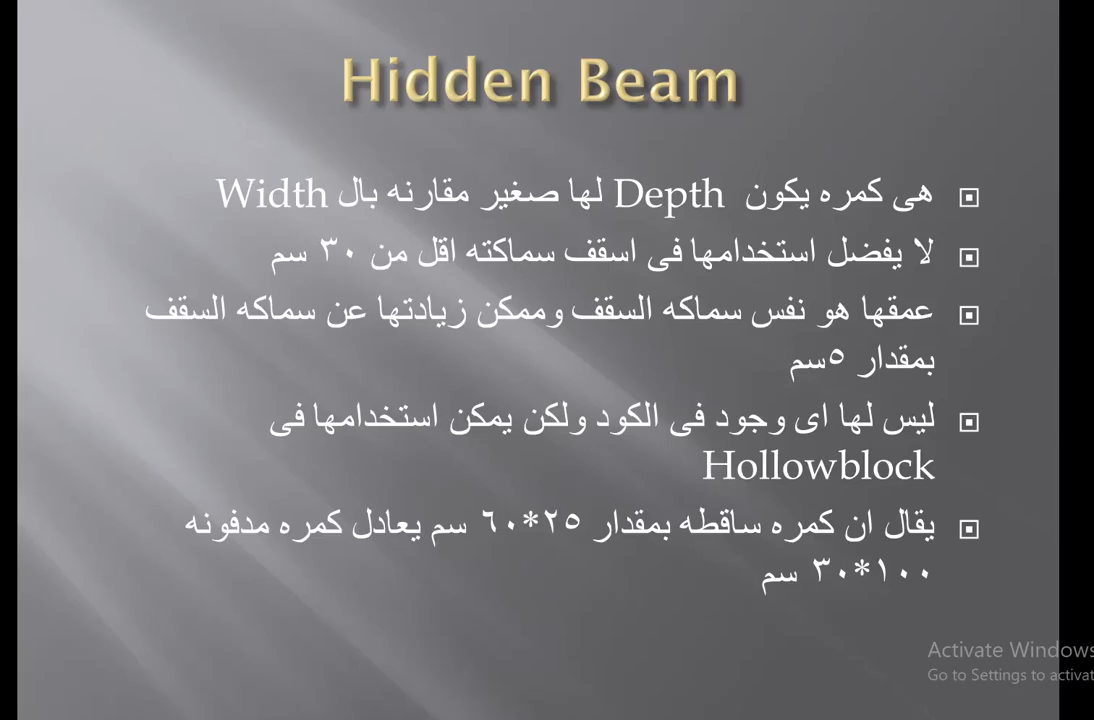 Hidden Beam
هى كمره يكون Depth لها صغير مقارنه بال Width
لا يفضل استخدامها فى اسقف سماكته اقل من ٣٠ سم
عمقها هو نفس سماكه السقف وممكن زيادتها عن سماكه السقف
بمقدار ٥سم
ليس لها اى وجود فى الكود ولكن يمكن استخدامها فى
Hollowblock
يقال ان كمره ساقطه بمقدار ٢٥*٦٠ سم يعادل كمره مدفونه
١٠٠*٣٠ سم
Activate Windows
Go to Settings to activat